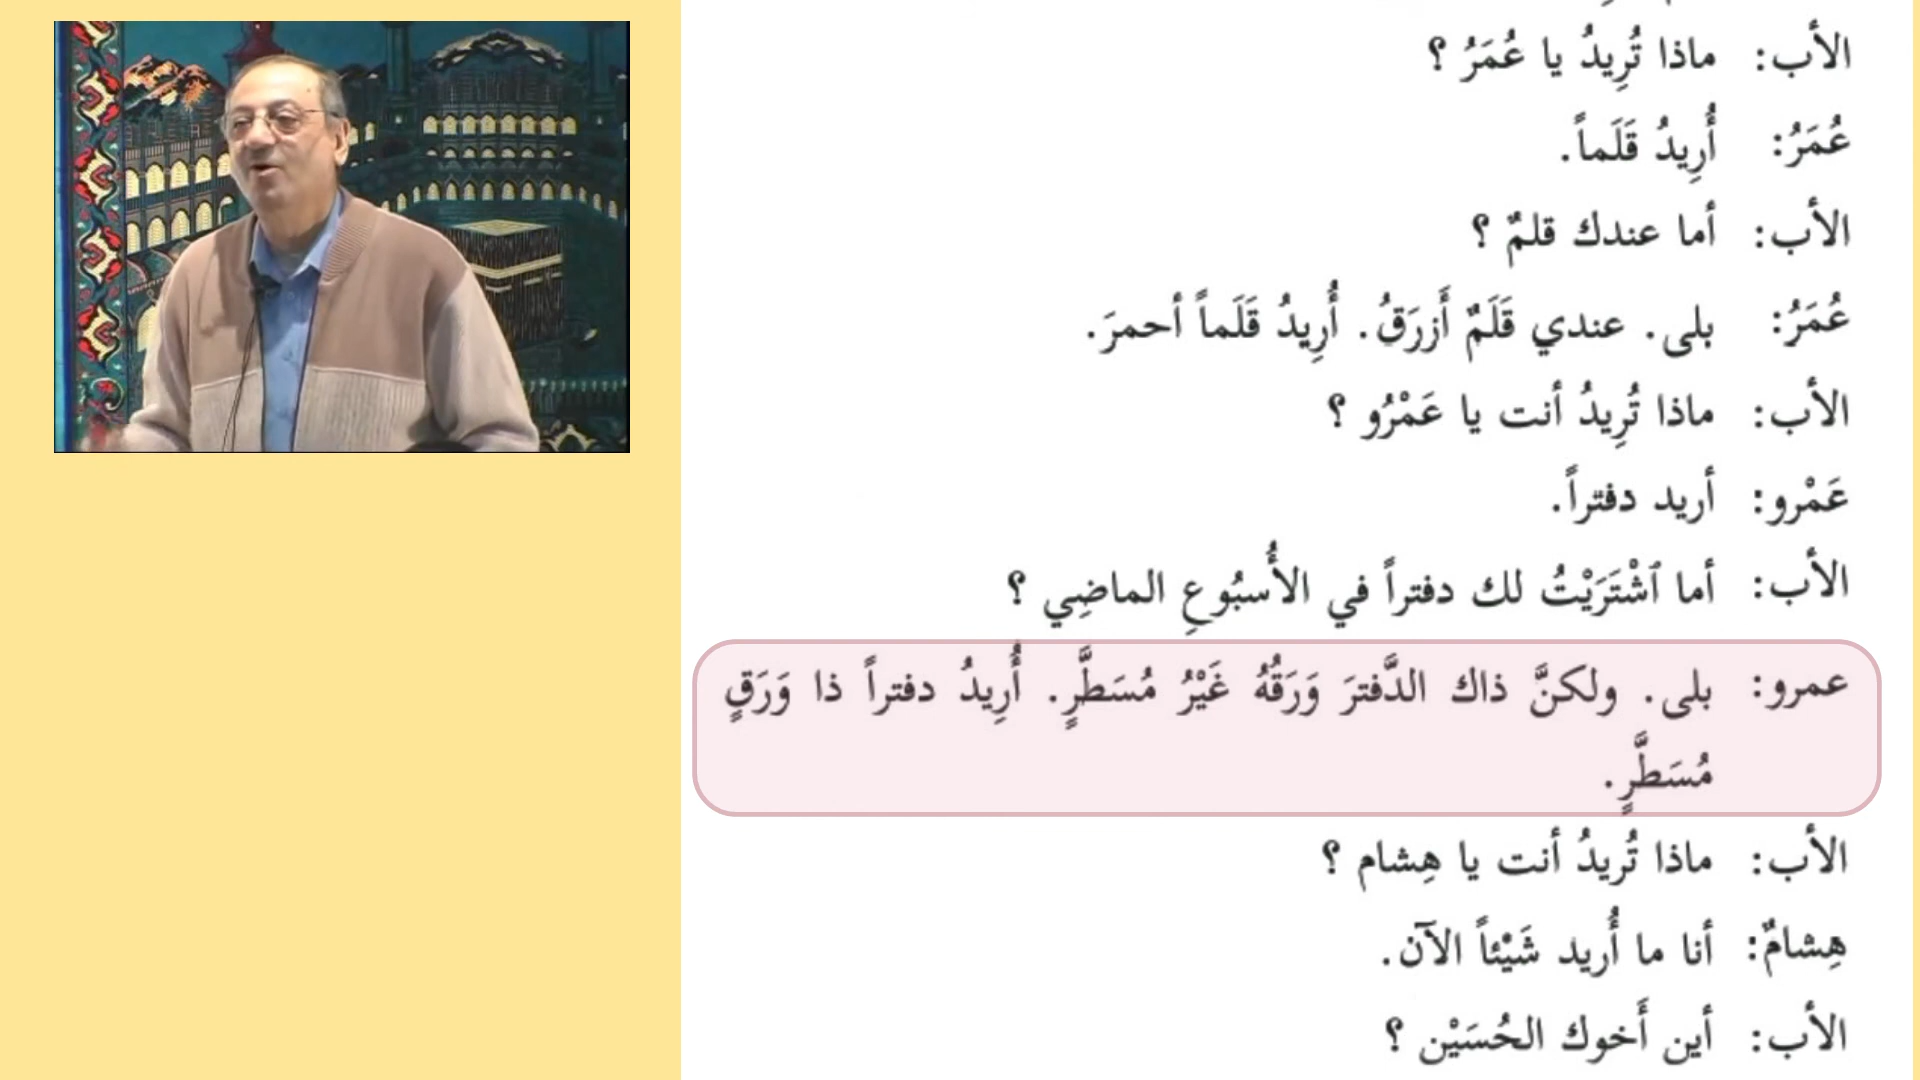 الأب: ماذا تُرِيدُ يا عُمَرُ ؟
عُمَرُ: أُرِيدُ قَلَماً.
الأب: أما عندك قلمٌ ؟
عُمَرُ: بلى. عندي قَلَمٌ أَزرَقُ. أُرِيدُ قَلَماً أحمرَ.
الأب: ماذا تُرِيدُ أنت يا عَمْرُو ؟
عَمْرو: أريد دفتراً.
الأب: أما ٱشْتَرَيْتُ لك دفتراً في الأُسبُوعِ الماضِي ؟
عمرو: بلى. ولكنَّ ذاك الدَّفترَ وَرَقُهُ غَيْرُ مُسَطَّرٍ. أُرِيدُ دفتراً ذا وَرَقٍ
مُسَطَّرٍ.
الأب: ماذا تُرِيدُ أنت يا هِشام ؟
هِشامٌ: أنا ما أُرِيد شَيْئاً الآن.
الأب: أين أَخوك الحُسَيْن ؟